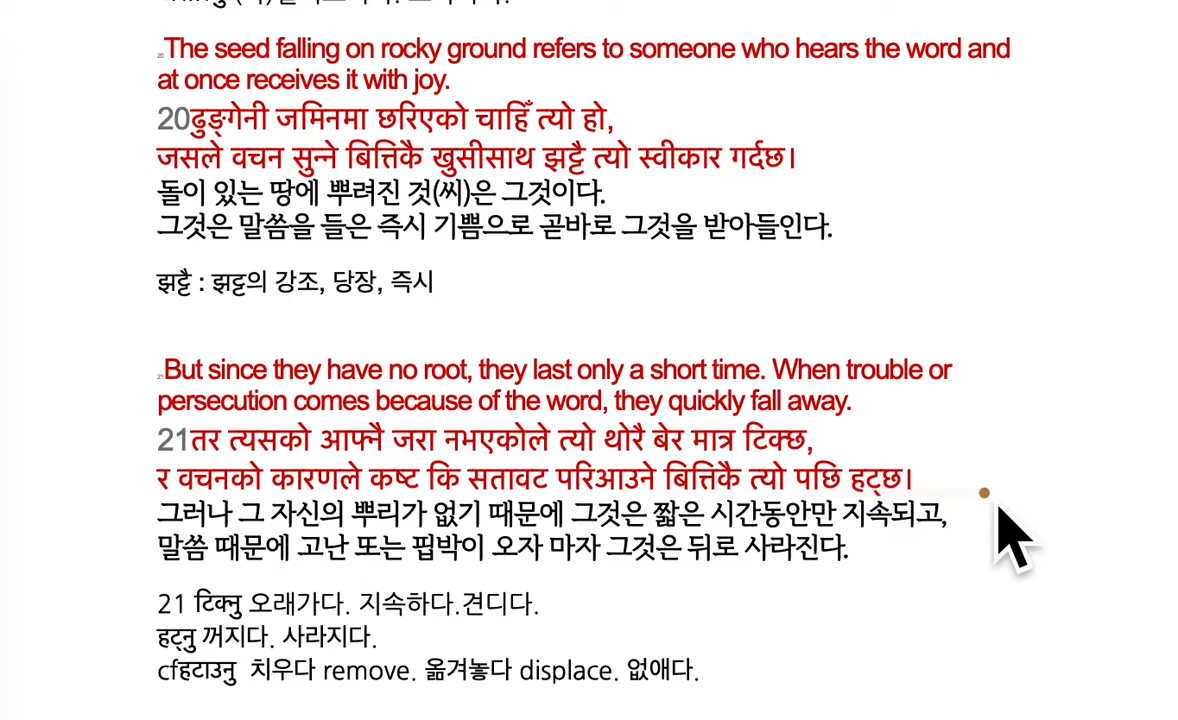 20 The seed falling on rocky ground refers to someone who hears the word and
at once receives it with joy.
20ढुङ्गेनी जमिनमा छरिएको चाहिँ त्यो हो,
जसले वचन सुन्ने बित्तिकै खुसीसाथ झट्टै त्यो स्वीकार गर्दछ।
돌이 있는 땅에 뿌려진 것(씨)은 그것이다.
그것은 말씀을 들은 즉시 기쁨으로 곧바로 그것을 받아들인다.
झट्टै : झट्ट의 강조, 당장, 즉시
21 But since they have no root, they last only a short time. When trouble or
persecution comes because of the word, they quickly fall away.
21तर त्यसको आफ्नै जरा नभएकोले त्यो थोरै बेर मात्र टिक्छ,
र वचनको कारणले कष्ट कि सतावट परिआउने बित्तिकै त्यो पछि हट्छ।
그러나 그 자신의 뿌리가 없기 때문에 그것은 짧은 시간동안만 지속되고,
말씀 때문에 고난 또는 핍박이 오자 마자 그것은 뒤로 사라진다.
21 टिक्नु 오래가다. 지속하다.견디다.
हट्नु 꺼지다. 사라지다.
cfहटाउनु 치우다 remove. 옮겨놓다 displace. 없애다.